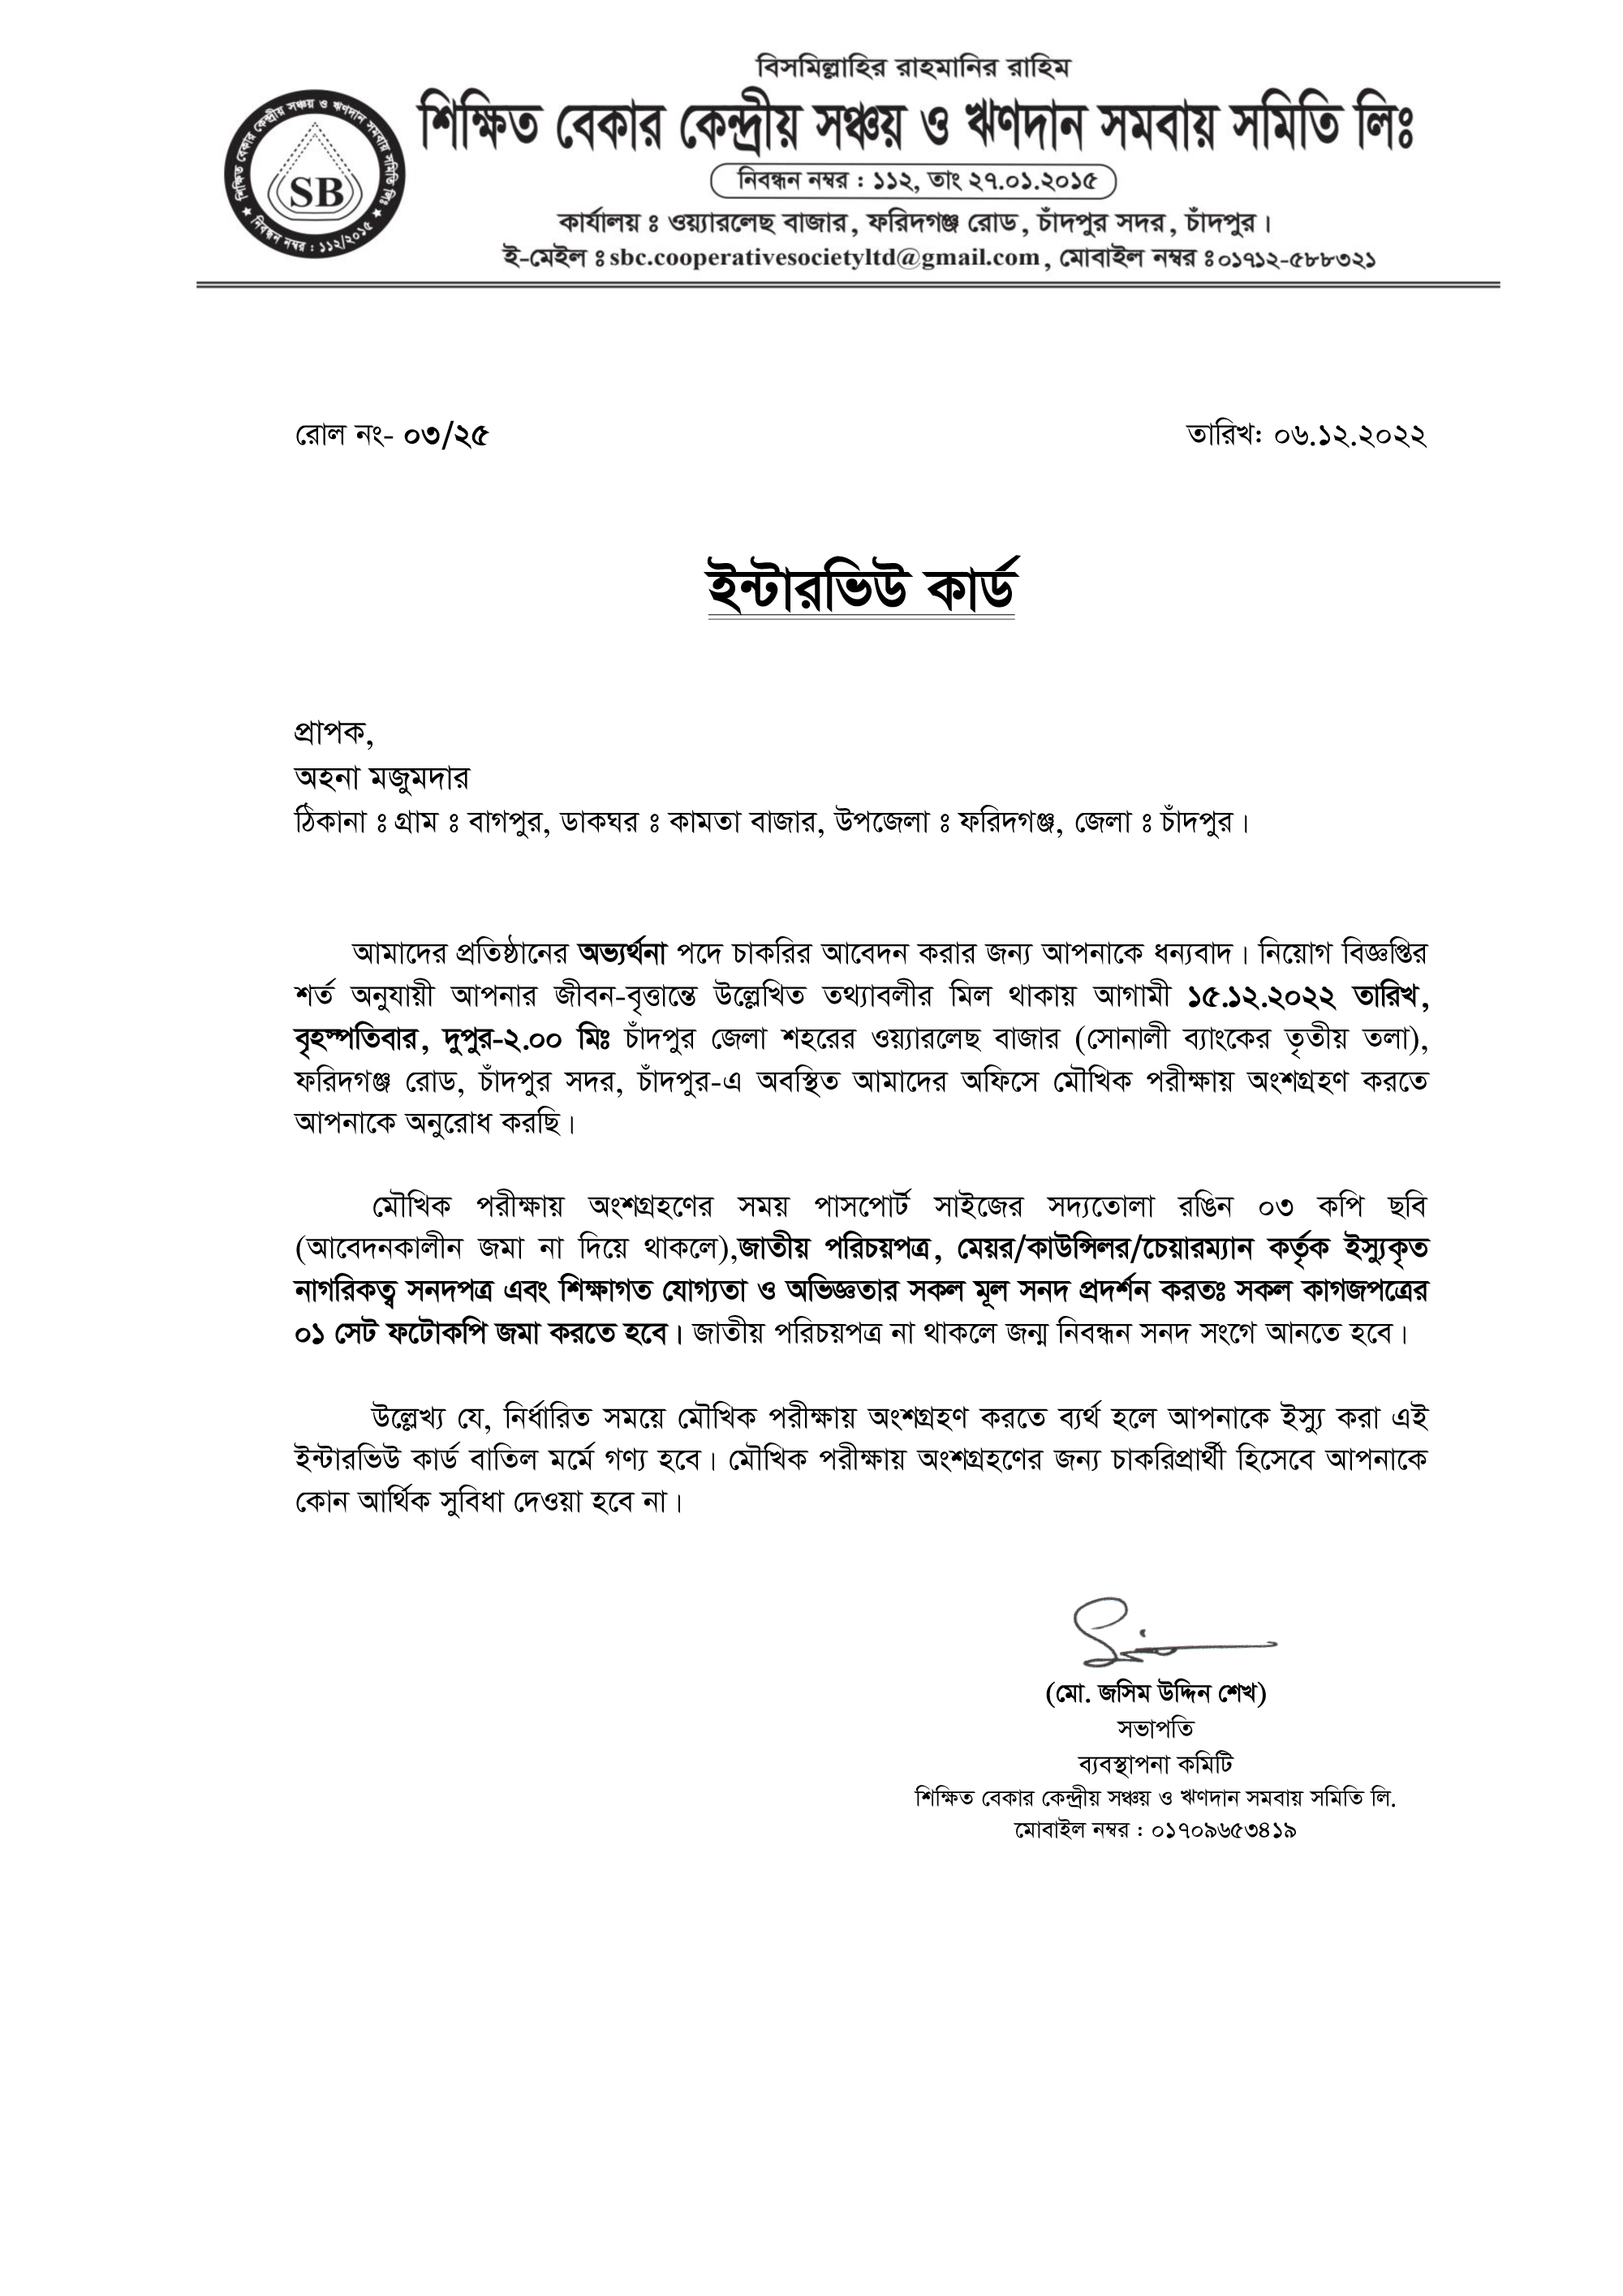 বিসমিল্লাহির রাহমানির রাহিম
শিক্ষিত বেকার কেন্দ্রীয় সঞ্চয় ও ঋণদান সমবায় সমিতি লিঃ
শিক্ষিত বেকার কেন্দ্রীয় সঞ্চয় ও ঋণদান সমবায় সমিতি লিঃ
SB
★ নিবন্ধন নম্বর : ১১২/২০১৫ ★
নিবন্ধন নম্বর : ১১২, তাং ২৭.০১.২০১৫
কার্যালয় ঃ ওয়্যারলেছ বাজার, ফরিদগঞ্জ রোড, চাঁদপুর সদর, চাঁদপুর।
ই-মেইল ঃ sbc.cooperativesocietyltd@gmail.com, মোবাইল নম্বর ঃ ০১৭১২-৫৮৮৩২১
রোল নং- ০৩/২৫ তারিখ: ০৬.১২.২০২২
ইন্টারভিউ কার্ড
প্রাপক,
অহনা মজুমদার
ঠিকানা ঃ গ্রাম ঃ বাগপুর, ডাকঘর ঃ কামতা বাজার, উপজেলা ঃ ফরিদগঞ্জ, জেলা ঃ চাঁদপুর।
আমাদের প্রতিষ্ঠানের অভ্যর্থনা পদে চাকরির আবেদন করার জন্য আপনাকে ধন্যবাদ। নিয়োগ বিজ্ঞপ্তির
শর্ত অনুযায়ী আপনার জীবন-বৃত্তান্তে উল্লেখিত তথ্যাবলীর মিল থাকায় আগামী ১৫.১২.২০২২ তারিখ,
বৃহস্পতিবার, দুপুর-২.০০ মিঃ চাঁদপুর জেলা শহরের ওয়্যারলেছ বাজার (সোনালী ব্যাংকের তৃতীয় তলা),
ফরিদগঞ্জ রোড, চাঁদপুর সদর, চাঁদপুর-এ অবস্থিত আমাদের অফিসে মৌখিক পরীক্ষায় অংশগ্রহণ করতে
আপনাকে অনুরোধ করছি।
মৌখিক পরীক্ষায় অংশগ্রহণের সময় পাসপোর্ট সাইজের সদ্যতোলা রঙিন ০৩ কপি ছবি
(আবেদনকালীন জমা না দিয়ে থাকলে),জাতীয় পরিচয়পত্র, মেয়র/কাউন্সিলর/চেয়ারম্যান কর্তৃক ইস্যুকৃত
নাগরিকত্ব সনদপত্র এবং শিক্ষাগত যোগ্যতা ও অভিজ্ঞতার সকল মূল সনদ প্রদর্শন করতঃ সকল কাগজপত্রের
০১ সেট ফটোকপি জমা করতে হবে। জাতীয় পরিচয়পত্র না থাকলে জন্ম নিবন্ধন সনদ সংগে আনতে হবে।
উল্লেখ্য যে, নির্ধারিত সময়ে মৌখিক পরীক্ষায় অংশগ্রহণ করতে ব্যর্থ হলে আপনাকে ইস্যু করা এই
ইন্টারভিউ কার্ড বাতিল মর্মে গণ্য হবে। মৌখিক পরীক্ষায় অংশগ্রহণের জন্য চাকরিপ্রার্থী হিসেবে আপনাকে
কোন আর্থিক সুবিধা দেওয়া হবে না।
(মো. জসিম উদ্দিন শেখ)
সভাপতি
ব্যবস্থাপনা কমিটি
শিক্ষিত বেকার কেন্দ্রীয় সঞ্চয় ও ঋণদান সমবায় সমিতি লি.
মোবাইল নম্বর : ০১৭০৯৬৫৩৪১৯